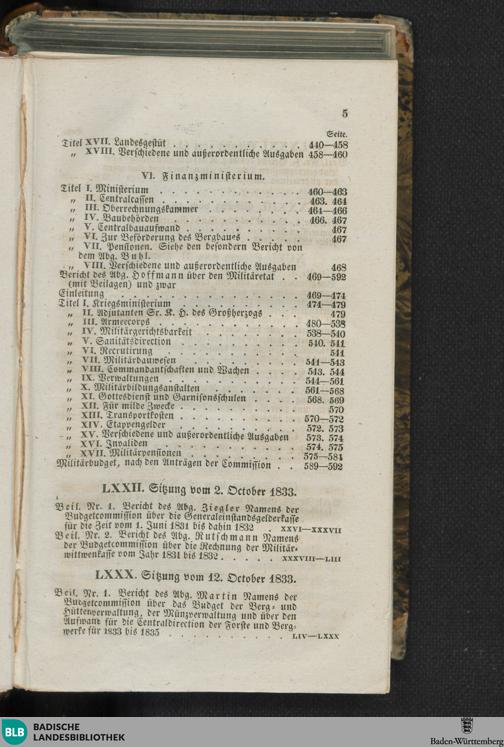 5
Seite.
Titel XVII. Landesgestüt . . . . . . . . . . 440—458
„ XVIII. Verschiedene und außerordentliche Ausgaben 458—460
VI. Finanzministerium.
Titel I. Ministerium . . . . . . . . . . . 460—463
„ II. Centralcassen . . . . . . . . . . . 463. 464
„ III. Oberrechnungskammer . . . . . . . 464—466
„ IV. Baubehörden . . . . . . . . . . 466. 467
„ V. Centralbauaufwand . . . . . . . . . 467
„ VI. Zur Beförderung des Bergbaues . . . . . 467
„ VII. Pensionen. Siehe den besondern Bericht von
dem Abg. Buhl.
„ VIII. Verschiedene und außerordentliche Ausgaben 468
Bericht des Abg. Hoffmann über den Militäretat . . 469—592
(mit Beilagen) und zwar
Einleitung . . . . . . . . . . . . . 469—474
Titel I. Kriegsministerium . . . . . . . . . 474—479
„ II. Adjutanten Sr. K. H. des Großherzogs . . . 479
„ III. Armeecorps . . . . . . . . . . . 480—538
„ IV. Militärgerichtsbarkeit . . . . . . . . 538—540
„ V. Sanitätsdirection . . . . . . . . . 540. 541
„ VI. Recrutirung . . . . . . . . . . . 541
„ VII. Militärbauwesen . . . . . . . . . 541—543
„ VIII. Commandantschaften und Wachen . . . . 543. 544
„ IX. Verwaltungen . . . . . . . . . . 544—561
„ X. Militärbildungsanstalten . . . . . . . 561—568
„ XI. Gottesdienst und Garnisonsschulen . . . . 568. 569
„ XII. Für milde Zwecke . . . . . . . . . 570
„ XIII. Transportkosten . . . . . . . . . 570—572
„ XIV. Etappengelder . . . . . . . . . . 572. 573
„ XV. Verschiedene und außerordentliche Ausgaben 573. 574
„ XVI. Invaliden . . . . . . . . . . . 574. 575
„ XVII. Militärpensionen . . . . . . . . . 575—584
Militärbudget, nach den Anträgen der Commission . . 589—592
LXXII. Sitzung vom 2. October 1833.
Beil. Nr. 1. Bericht des Abg. Ziegler Namens der
Budgetcommission über die Generaleinstandsgelderkasse
für die Zeit vom 1. Juni 1831 bis dahin 1832 . XXVI—XXXVII
Beil. Nr. 2. Bericht des Abg. Rutschmann Namens
der Budgetcommission über die Rechnung der Militär-
wittwenkasse vom Jahr 1831 bis 1832 . . . . . XXXVIII—LIII
LXXX. Sitzung vom 12. October 1833.
Beil. Nr. 1. Bericht des Abg. Martin Namens der
Budgetcommission über das Budget der Berg- und
Hüttenverwaltung, der Münzverwaltung und über den
Aufwand für die Centraldirection der Forste und Berg-
werke für 1833 bis 1835 . . . . . . . . . . LIV—LXXX
BLB BADISCHE
LANDESBIBLIOTHEK
Baden-Württemberg